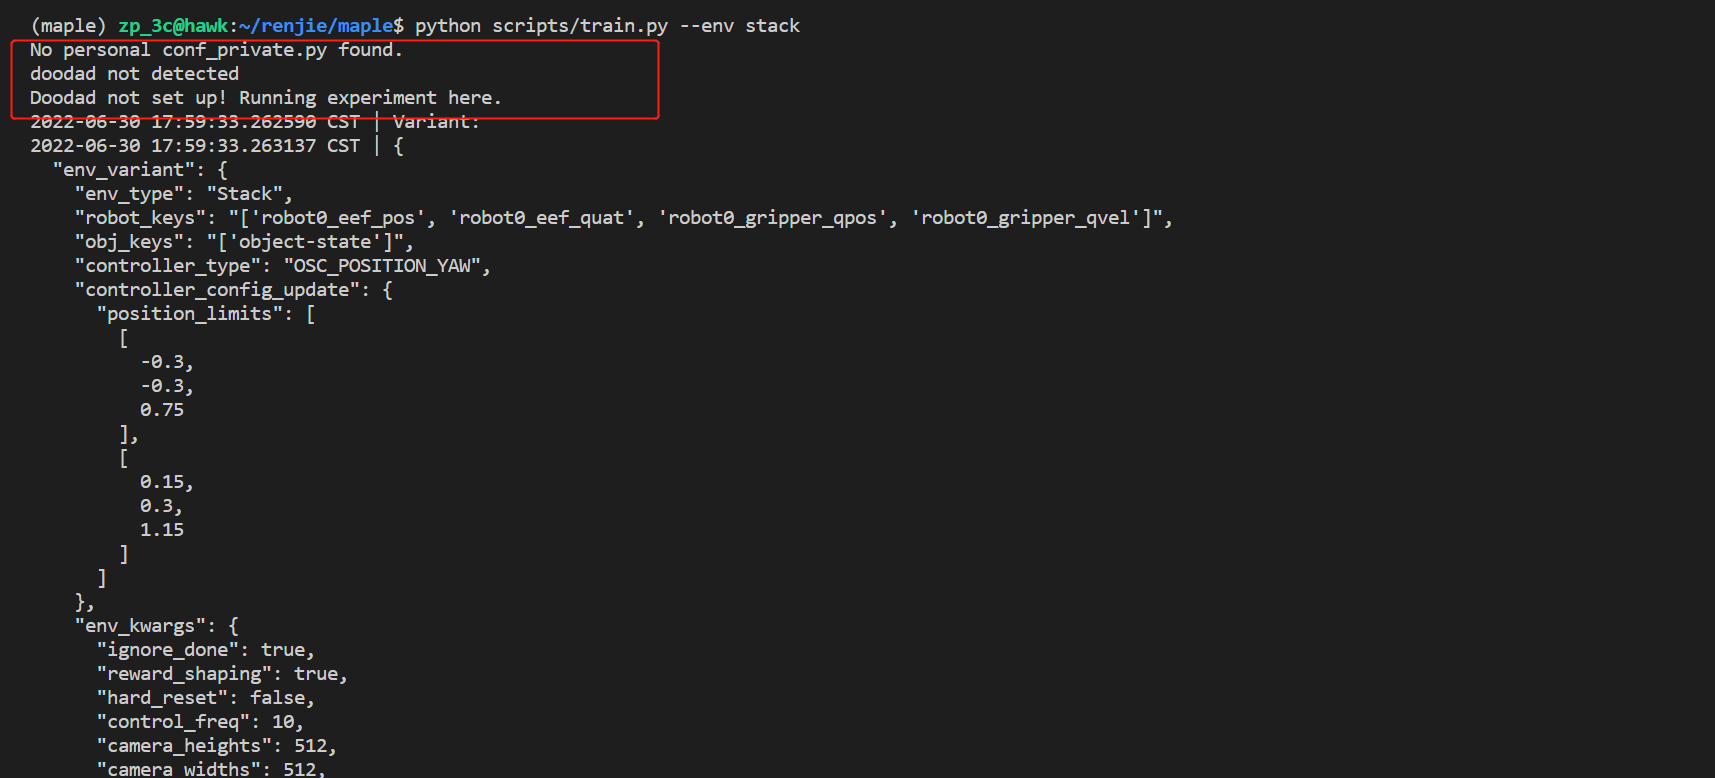 (maple) zp_3c@hawk:~/renjie/maple$ python scripts/train.py --env stack
No personal conf_private.py found.
doodad not detected
Doodad not set up! Running experiment here.
2022-06-30 17:59:33.262590 CST | Variant:
2022-06-30 17:59:33.263137 CST | {
  "env_variant": {
    "env_type": "Stack",
    "robot_keys": "['robot0_eef_pos', 'robot0_eef_quat', 'robot0_gripper_qpos', 'robot0_gripper_qvel']",
    "obj_keys": "['object-state']",
    "controller_type": "OSC_POSITION_YAW",
    "controller_config_update": {
      "position_limits": [
        [
          -0.3,
          -0.3,
          0.75
        ],
        [
          0.15,
          0.3,
          1.15
        ]
      ]
    },
    "env_kwargs": {
      "ignore_done": true,
      "reward_shaping": true,
      "hard_reset": false,
      "control_freq": 10,
      "camera_heights": 512,
      "camera_widths": 512,